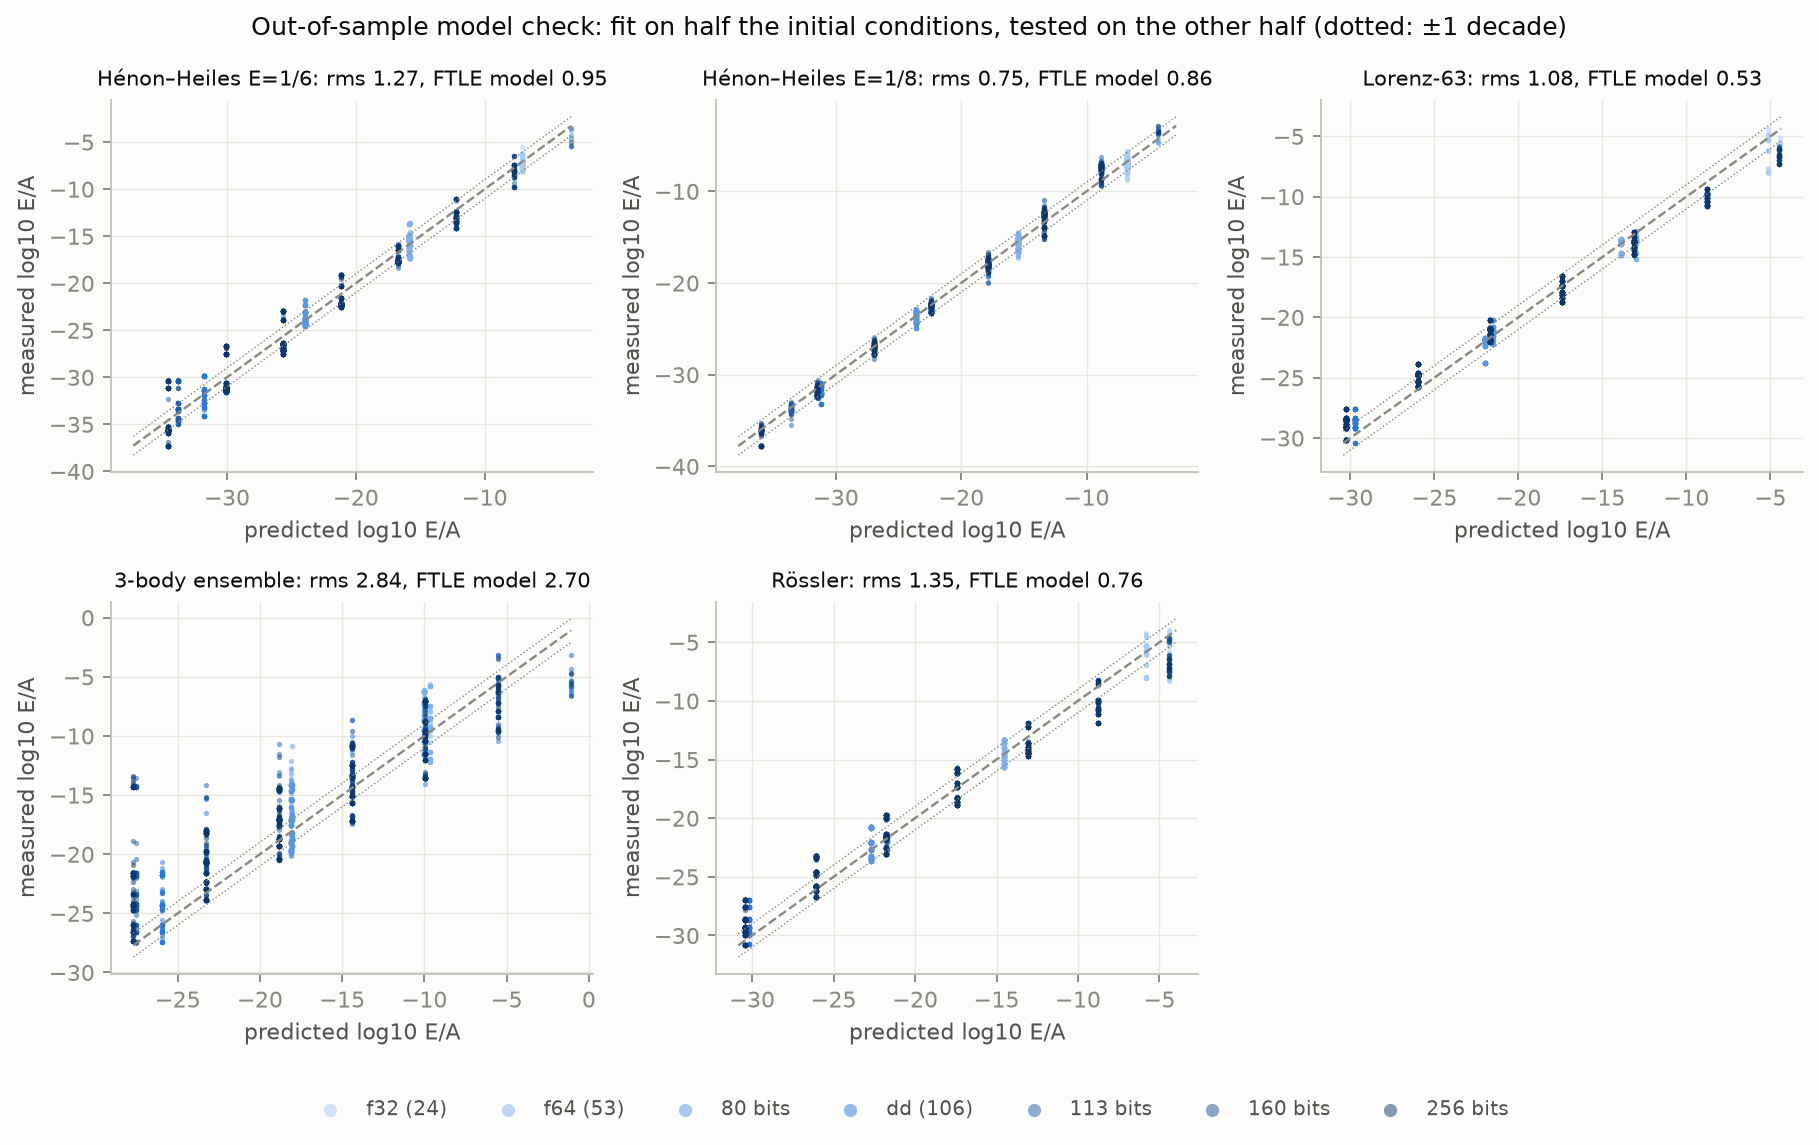 Out-of-sample model check: fit on half the initial conditions, tested on the other half (dotted: ±1 decade)
Hénon–Heiles E=1/6: rms 1.27, FTLE model 0.95
measured log10 E/A
−5
−10
−15
−20
−25
−30
−35
−40
−30
−20
−10
predicted log10 E/A
Hénon–Heiles E=1/8: rms 0.75, FTLE model 0.86
measured log10 E/A
−10
−20
−30
−40
−30
−20
−10
predicted log10 E/A
Lorenz-63: rms 1.08, FTLE model 0.53
measured log10 E/A
−5
−10
−15
−20
−25
−30
−30
−25
−20
−15
−10
−5
predicted log10 E/A
3-body ensemble: rms 2.84, FTLE model 2.70
measured log10 E/A
0
−5
−10
−15
−20
−25
−30
−25
−20
−15
−10
−5
0
predicted log10 E/A
Rössler: rms 1.35, FTLE model 0.76
measured log10 E/A
−5
−10
−15
−20
−25
−30
−30
−25
−20
−15
−10
−5
predicted log10 E/A
f32 (24)
f64 (53)
80 bits
dd (106)
113 bits
160 bits
256 bits